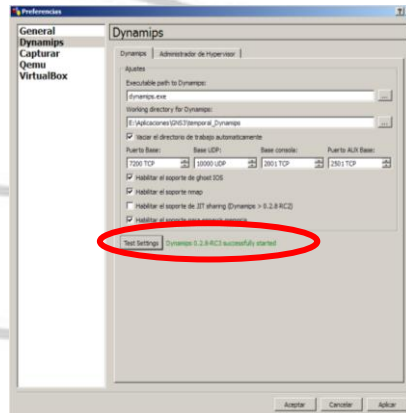 Preferencias
General
Dynamips
Capturar
Qemu
VirtualBox
Dynamips
Dynamips
Administrador de Hypervisor
Ajustes
Executable path to Dynamips:
dynamips.exe
...
Working directory for Dynamips:
E:\Aplicaciones\GNS3\temporal_Dynamips
...
Vaciar el directorio de trabajo automaticamente
Puerto Base: Base UDP: Base consola: Puerto AUX Base:
7200 TCP 10000 UDP 2001 TCP 2501 TCP
Habilitar el soporte de ghost IOS
Habilitar el soporte mmap
Habilitar el soporte de JIT sharing (Dynamips > 0.2.8 RC2)
Habilitar el soporte para
Test Settings Dynamips 0.2.8-RC3 successfully started
Aceptar Cancelar Aplicar